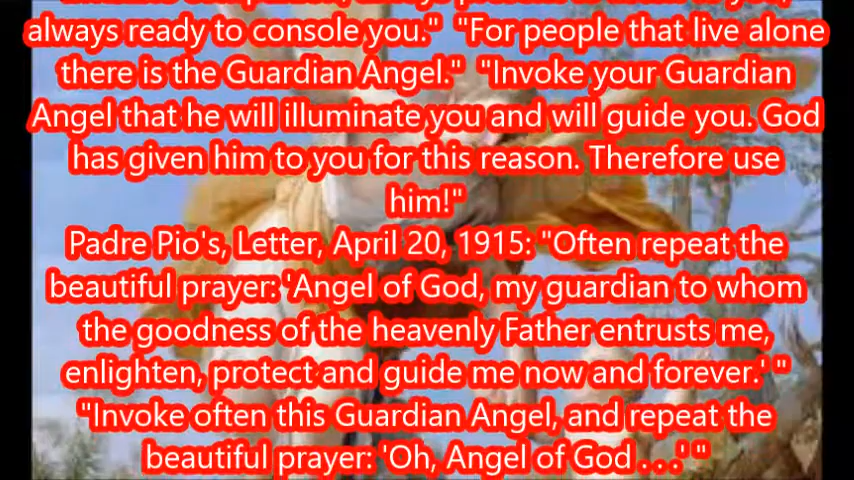 always ready to console you." "For people that live alone
there is the Guardian Angel." "Invoke your Guardian
Angel that he will illuminate you and will guide you. God
has given him to you for this reason. Therefore use
him!"
Padre Pio's, Letter, April 20, 1915: "Often repeat the
beautiful prayer: 'Angel of God, my guardian to whom
the goodness of the heavenly Father entrusts me,
enlighten, protect and guide me now and forever.' "
"Invoke often this Guardian Angel, and repeat the
beautiful prayer: 'Oh, Angel of God . . .' "